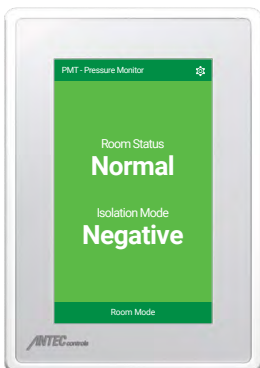 PMT - Pressure Monitor
Room Status
Normal
Isolation Mode
Negative
Room Mode
ANTEC controls